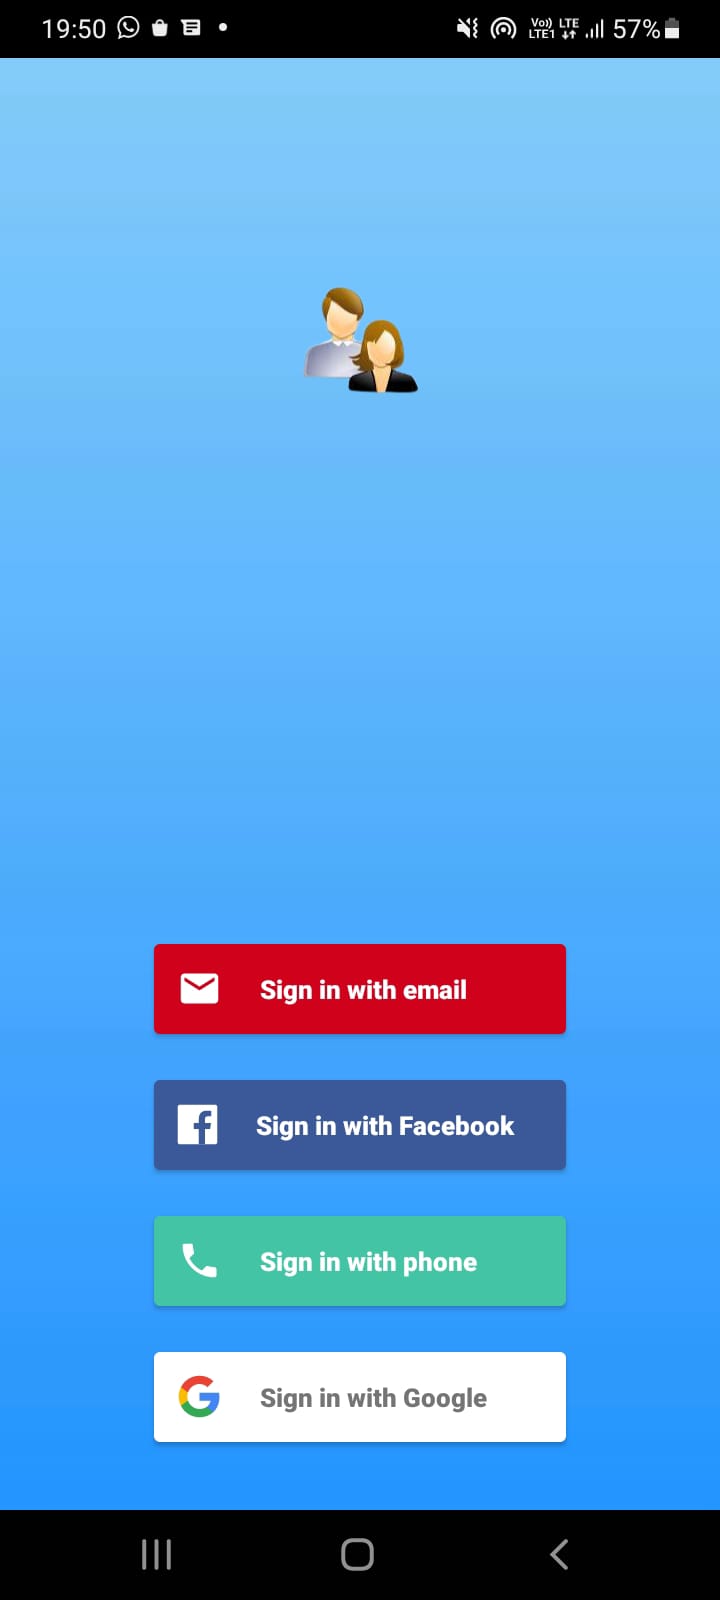 19:50 Vo)) LTE 57%
LTE1
Sign in with email
Sign in with Facebook
Sign in with phone
Sign in with Google